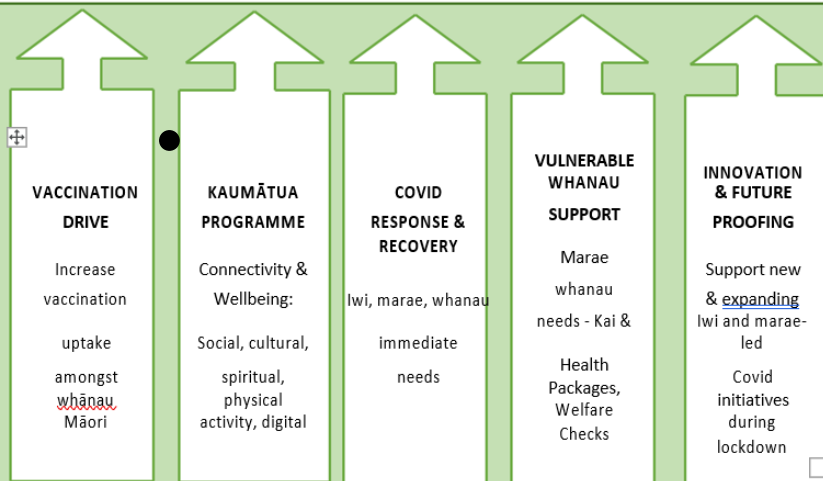 VACCINATION
DRIVE
Increase
vaccination
uptake
amongst
whānau
Māori
KAUMĀTUA
PROGRAMME
Connectivity &
Wellbeing:
Social, cultural,
spiritual,
physical
activity, digital
COVID
RESPONSE &
RECOVERY
Iwi, marae, whanau
immediate
needs
VULNERABLE
WHANAU
SUPPORT
Marae
whanau
needs - Kai &
Health
Packages,
Welfare
Checks
INNOVATION
& FUTURE
PROOFING
Support new
& expanding
Iwi and marae-
led
Covid
initiatives
during
lockdown